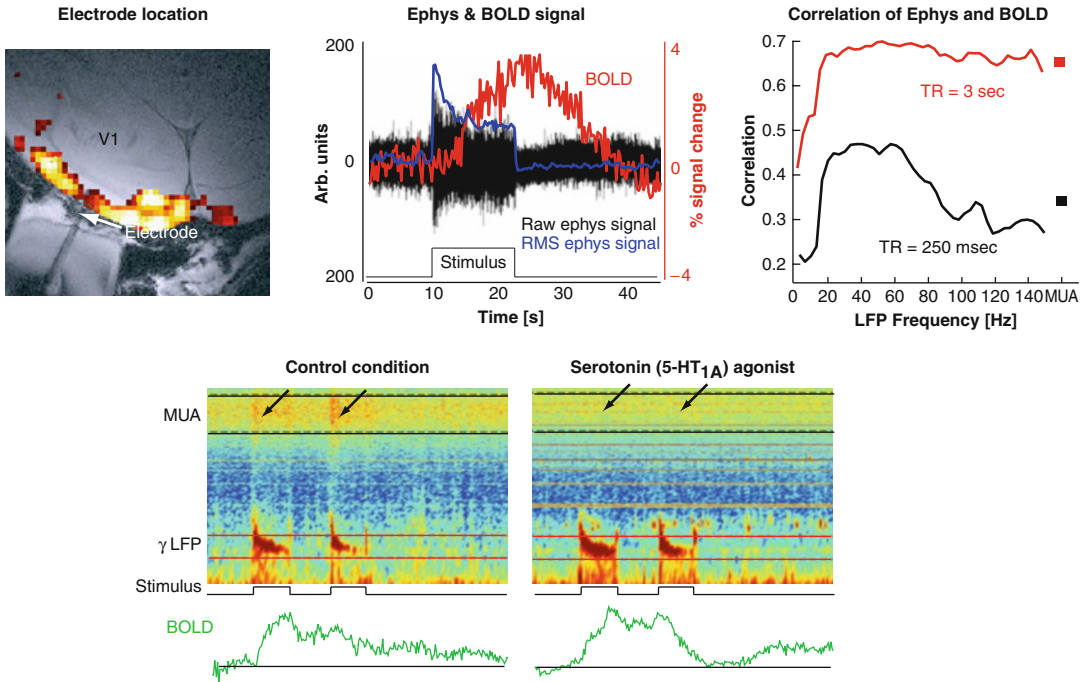 Electrode location
V1
Electrode
Ephys & BOLD signal
200
0
200
Arb. units
BOLD
Raw ephys signal
RMS ephys signal
Stimulus
4
0
−4
% signal change
0 10 20 30 40
Time [s]
Correlation of Ephys and BOLD
0.7
0.6
0.5
0.4
0.3
0.2
Correlation
TR = 3 sec
TR = 250 msec
0 20 40 60 80 100 120 140 MUA
LFP Frequency [Hz]
Control condition
Serotonin (5-HT1A) agonist
MUA
γ LFP
Stimulus
BOLD